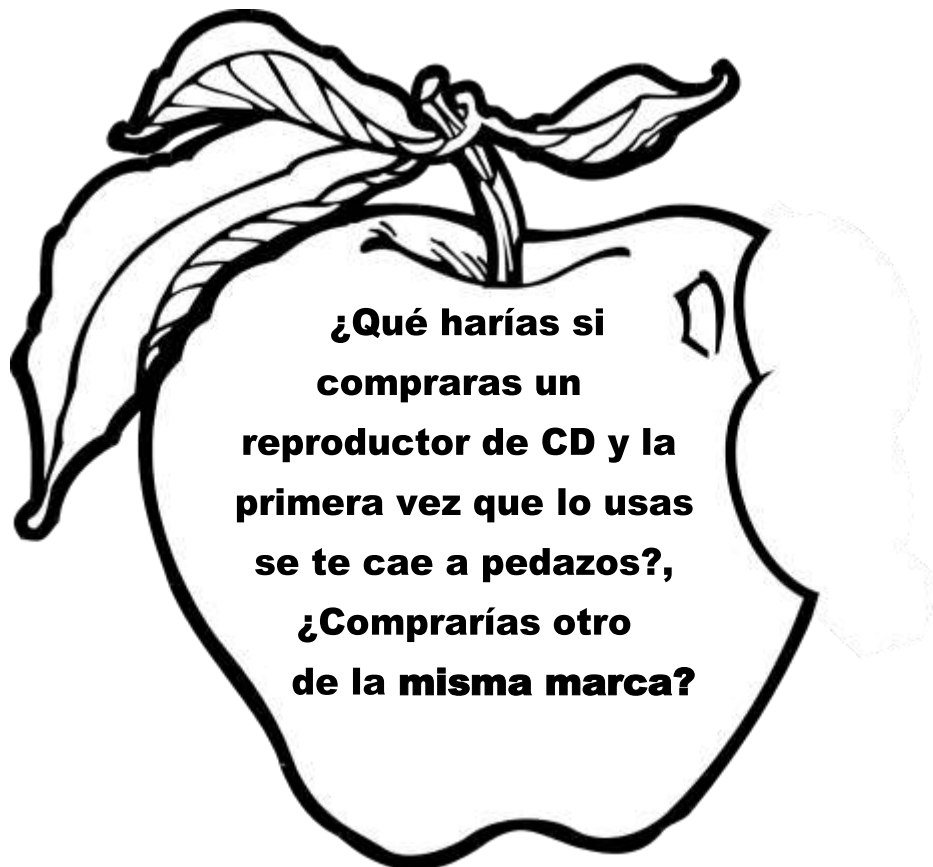 ¿Qué harías si
compraras un
reproductor de CD y la
primera vez que lo usas
se te cae a pedazos?,
¿Comprarías otro
de la misma marca?